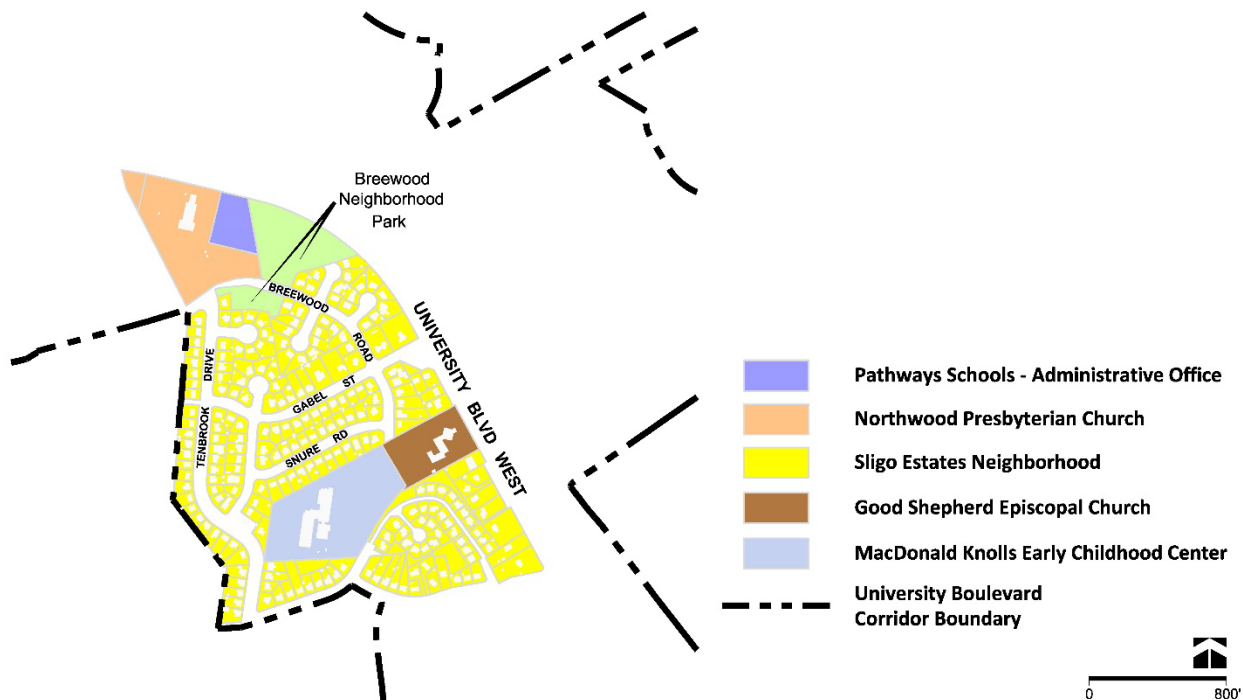 Breewood
Neighborhood
Park
BREEWOOD
ROAD
UNIVERSITY BLVD WEST
DRIVE
TENBROOK
GABEL ST
SNURE RD
Pathways Schools - Administrative Office
Northwood Presbyterian Church
Sligo Estates Neighborhood
Good Shepherd Episcopal Church
MacDonald Knolls Early Childhood Center
University Boulevard
Corridor Boundary
0 800'